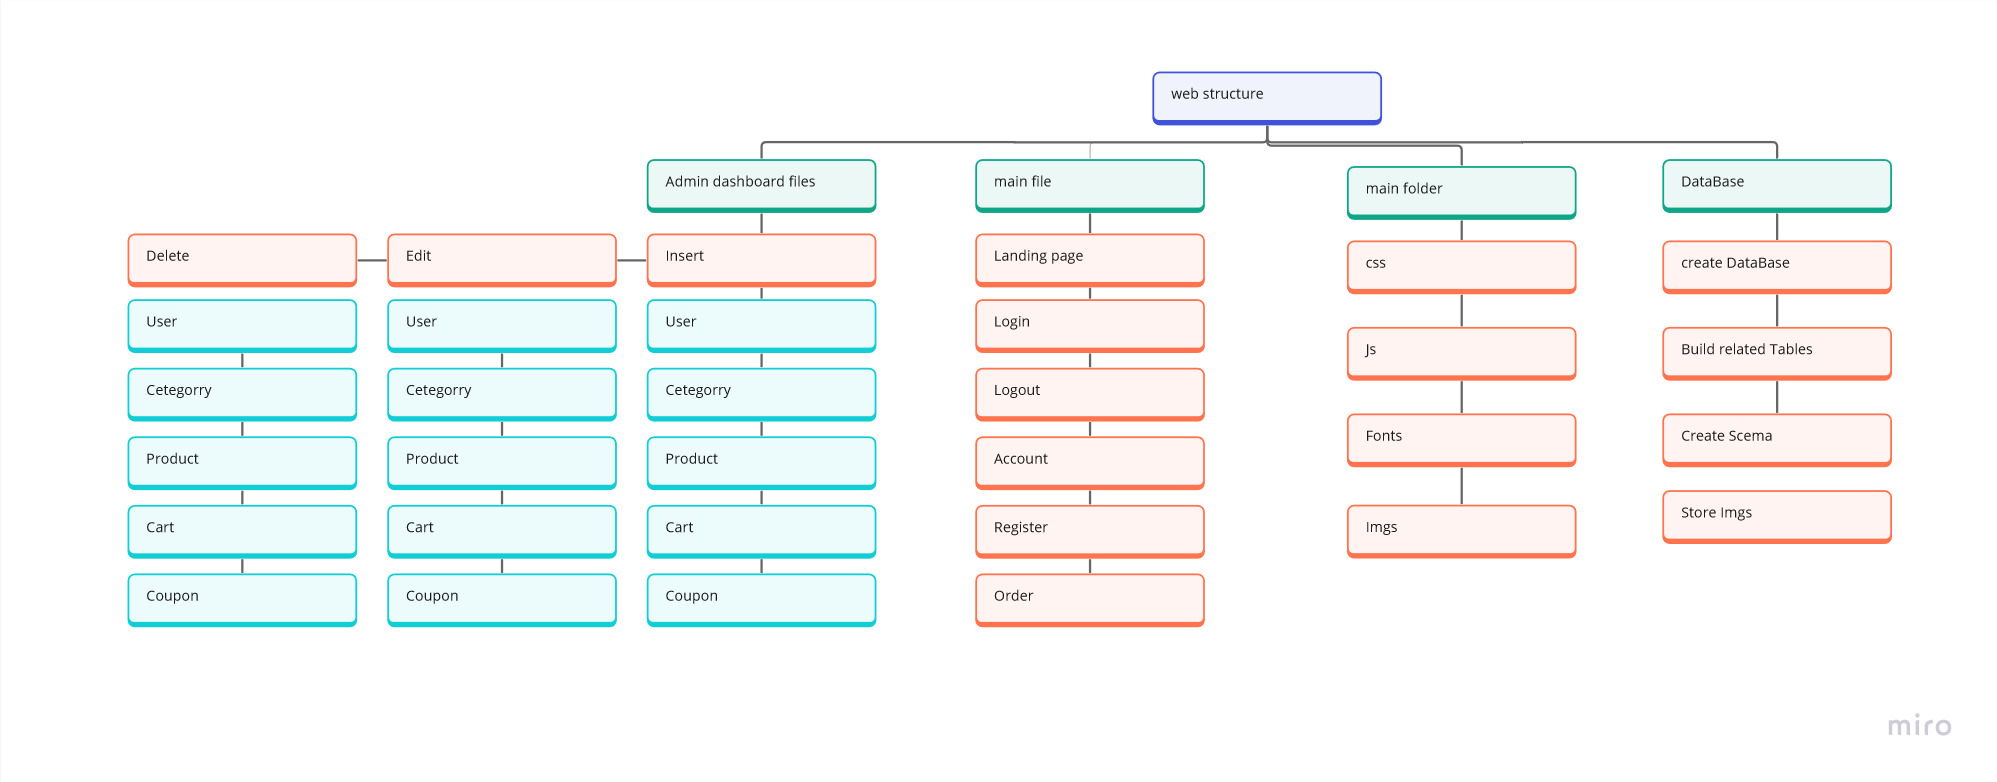 web structure
Admin dashboard files
main file
main folder
DataBase
Delete
Edit
Insert
Landing page
css
create DataBase
User
User
User
Login
Js
Build related Tables
Cetegorry
Cetegorry
Cetegorry
Logout
Fonts
Create Scema
Product
Product
Product
Account
Store Imgs
Cart
Cart
Cart
Register
Imgs
Coupon
Coupon
Coupon
Order
miro